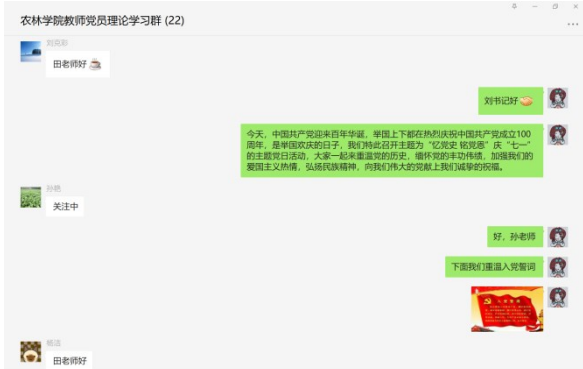 农林学院教师党员理论学习群 (22)
田老师好
刘书记好
今天，中国共产党迎来百年华诞，举国上下都在热烈庆祝中国共产党成立100
周年，是举国欢庆的日子，我们特此召开主题为“忆党史 铭党恩”庆“七一”
的主题党日活动，大家一起来重温党的历史，缅怀党的丰功伟绩，加强我们的
爱国主义热情，弘扬民族精神，向我们伟大的党献上我们诚挚的祝福。
孙艳
关注中
好，孙老师
下面我们重温入党誓词
田老师好